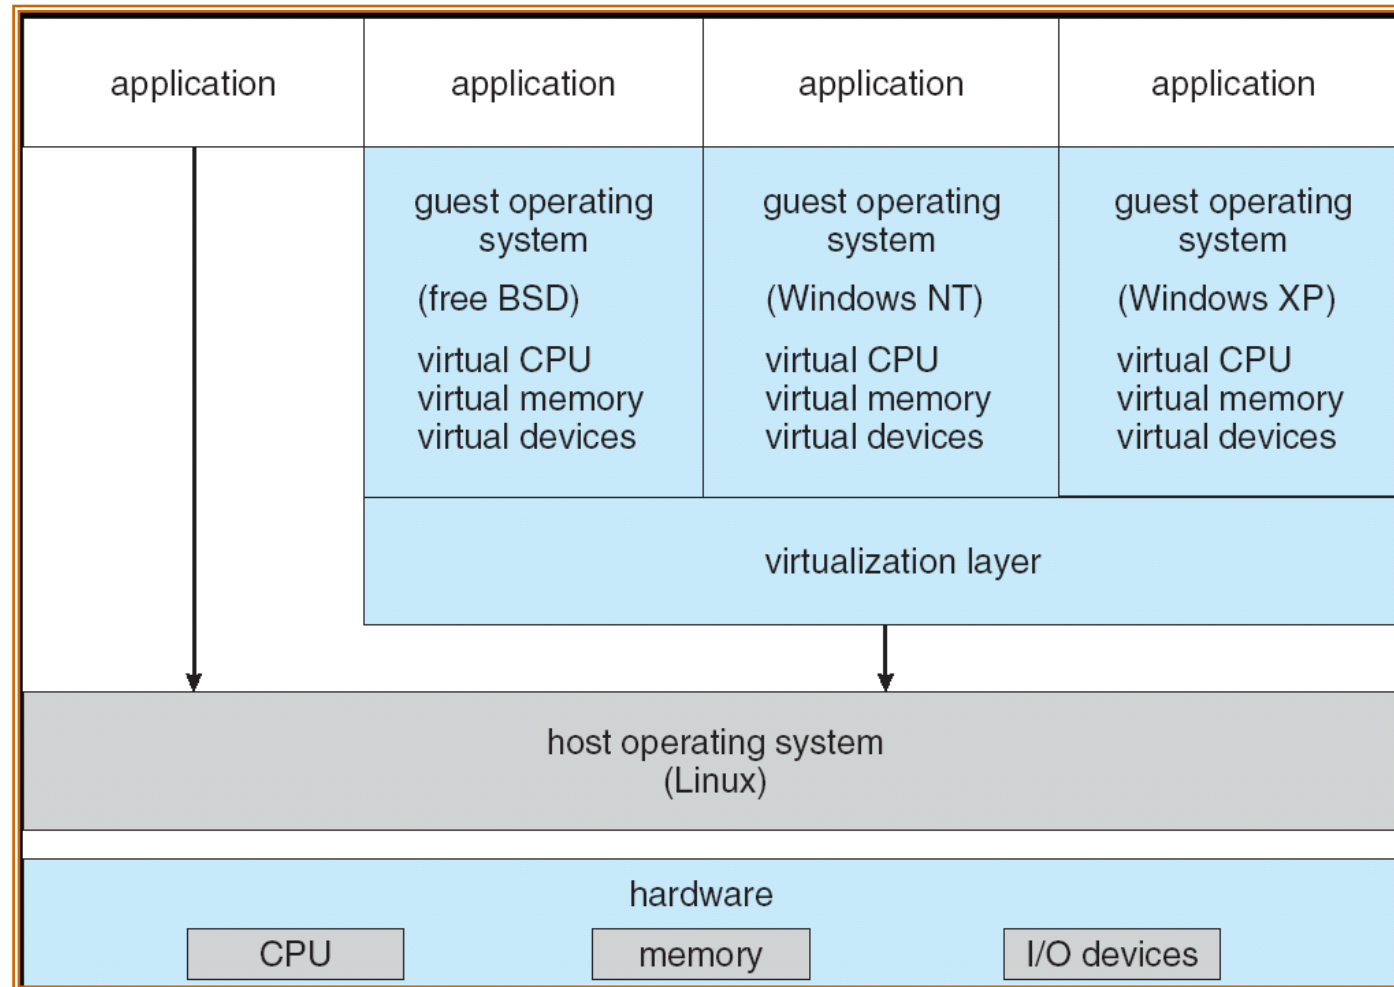 application
application
application
application
guest operating
system
(free BSD)
virtual CPU
virtual memory
virtual devices
guest operating
system
(Windows NT)
virtual CPU
virtual memory
virtual devices
guest operating
system
(Windows XP)
virtual CPU
virtual memory
virtual devices
virtualization layer
host operating system
(Linux)
hardware
CPU
memory
I/O devices